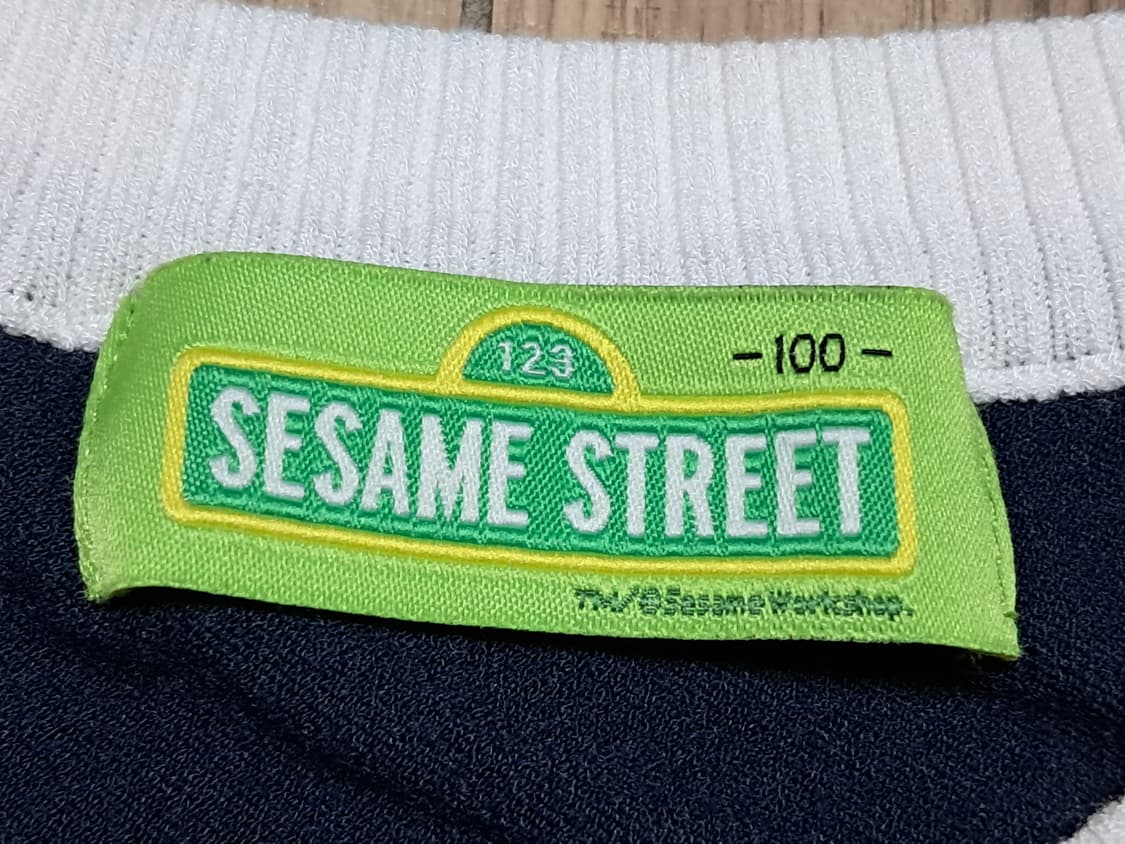 123
-100-
SESAME STREET
TM/©Sesame Workshop.